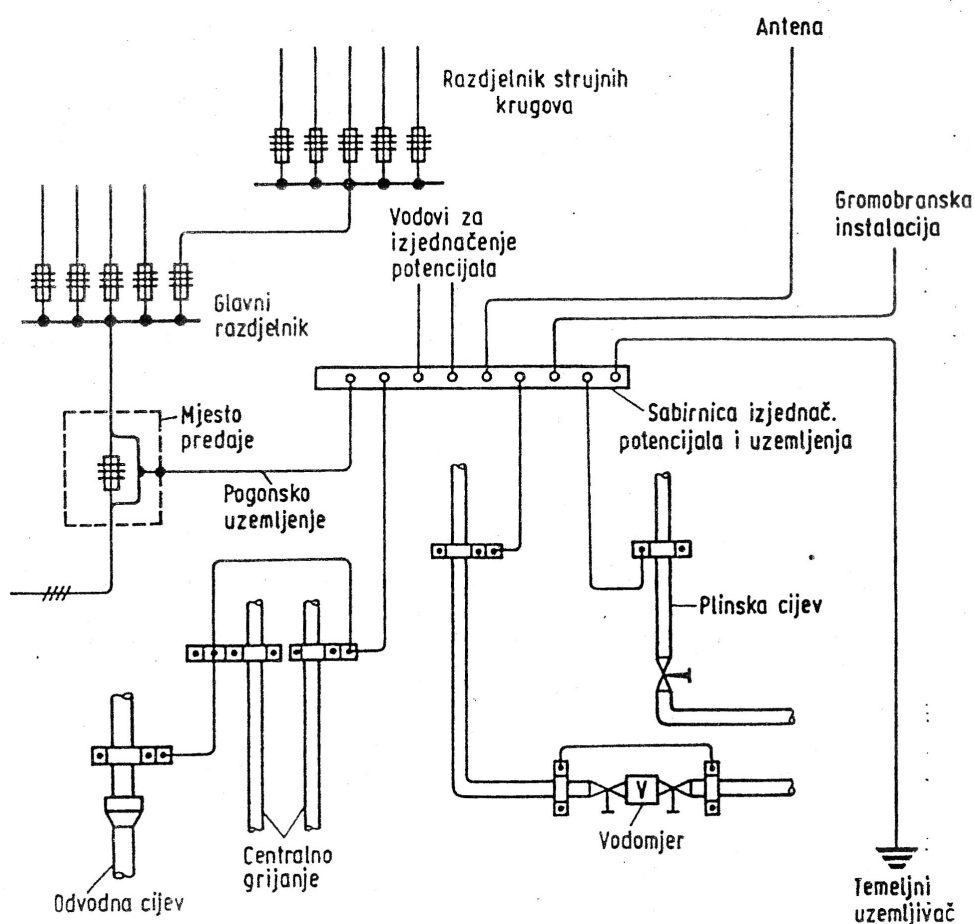 Antena
Razdjelnik strujnih
krugova
Gromobranska
instalacija
Vodovi za
izjednačenje
potencijala
Glavni
razdjelnik
Mjesto
predaje
Sabirnica izjednač.
potencijala i uzemljenja
Pogonsko
uzemljenje
Plinska cijev
V
Vodomjer
Centralno
grijanje
Odvodna cijev
Temeljni
uzemljivač